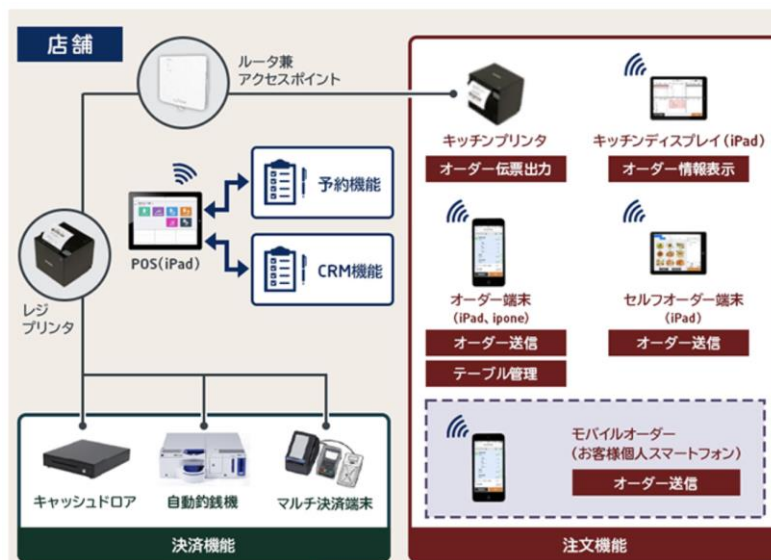 店舗
ルータ兼
アクセスポイント
キッチンプリンタ
オーダー伝票出力
キッチンディスプレイ(iPad)
オーダー情報表示
予約機能
POS(iPad)
CRM機能
レジ
プリンタ
オーダー端末
(iPad、ipone)
オーダー送信
テーブル管理
セルフオーダー端末
(iPad)
オーダー送信
モバイルオーダー
(お客様個人スマートフォン)
オーダー送信
キャッシュドロア
自動釣銭機
マルチ決済端末
決済機能
注文機能